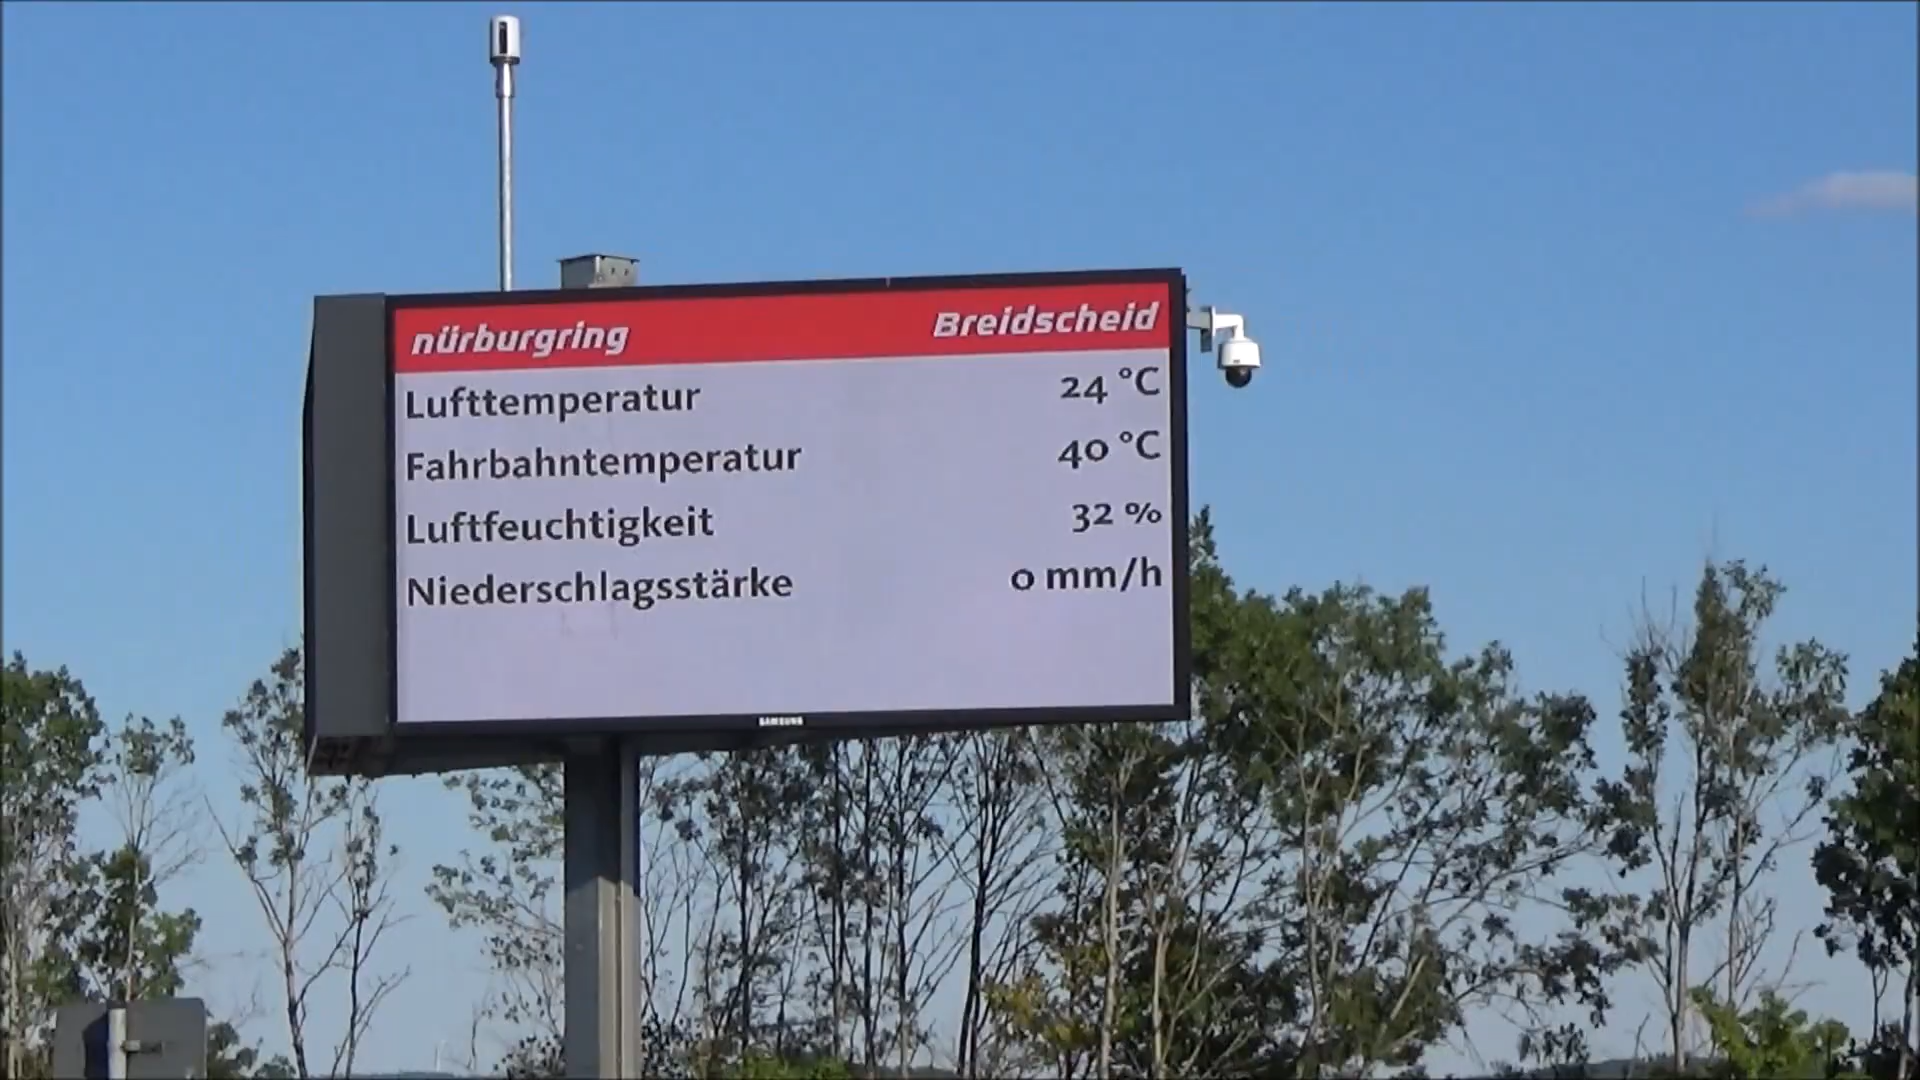 nürburgring Breidscheid
Lufttemperatur 24 °C
Fahrbahntemperatur 40 °C
Luftfeuchtigkeit 32 %
Niederschlagsstärke 0 mm/h
SAMSUNG